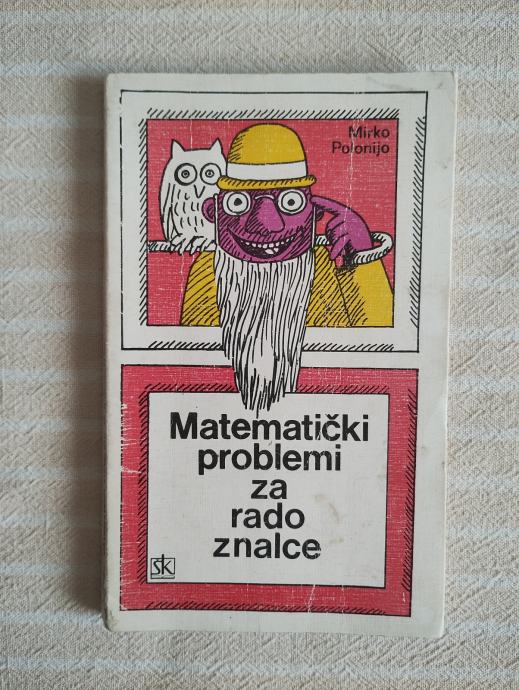 Mirko
Polonijo
Matematički
problemi
za
rado
znalce
sk